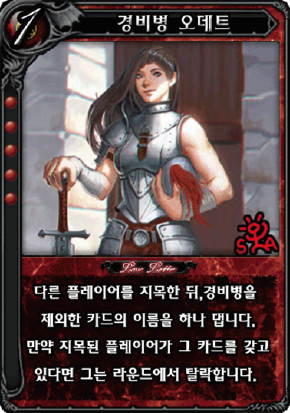 1
경비병 오데트
S A
Love Letter
다른 플레이어를 지목한 뒤,경비병을
제외한 카드의 이름을 하나 댑니다.
만약 지목된 플레이어가 그 카드를 갖고
있다면 그는 라운드에서 탈락합니다.